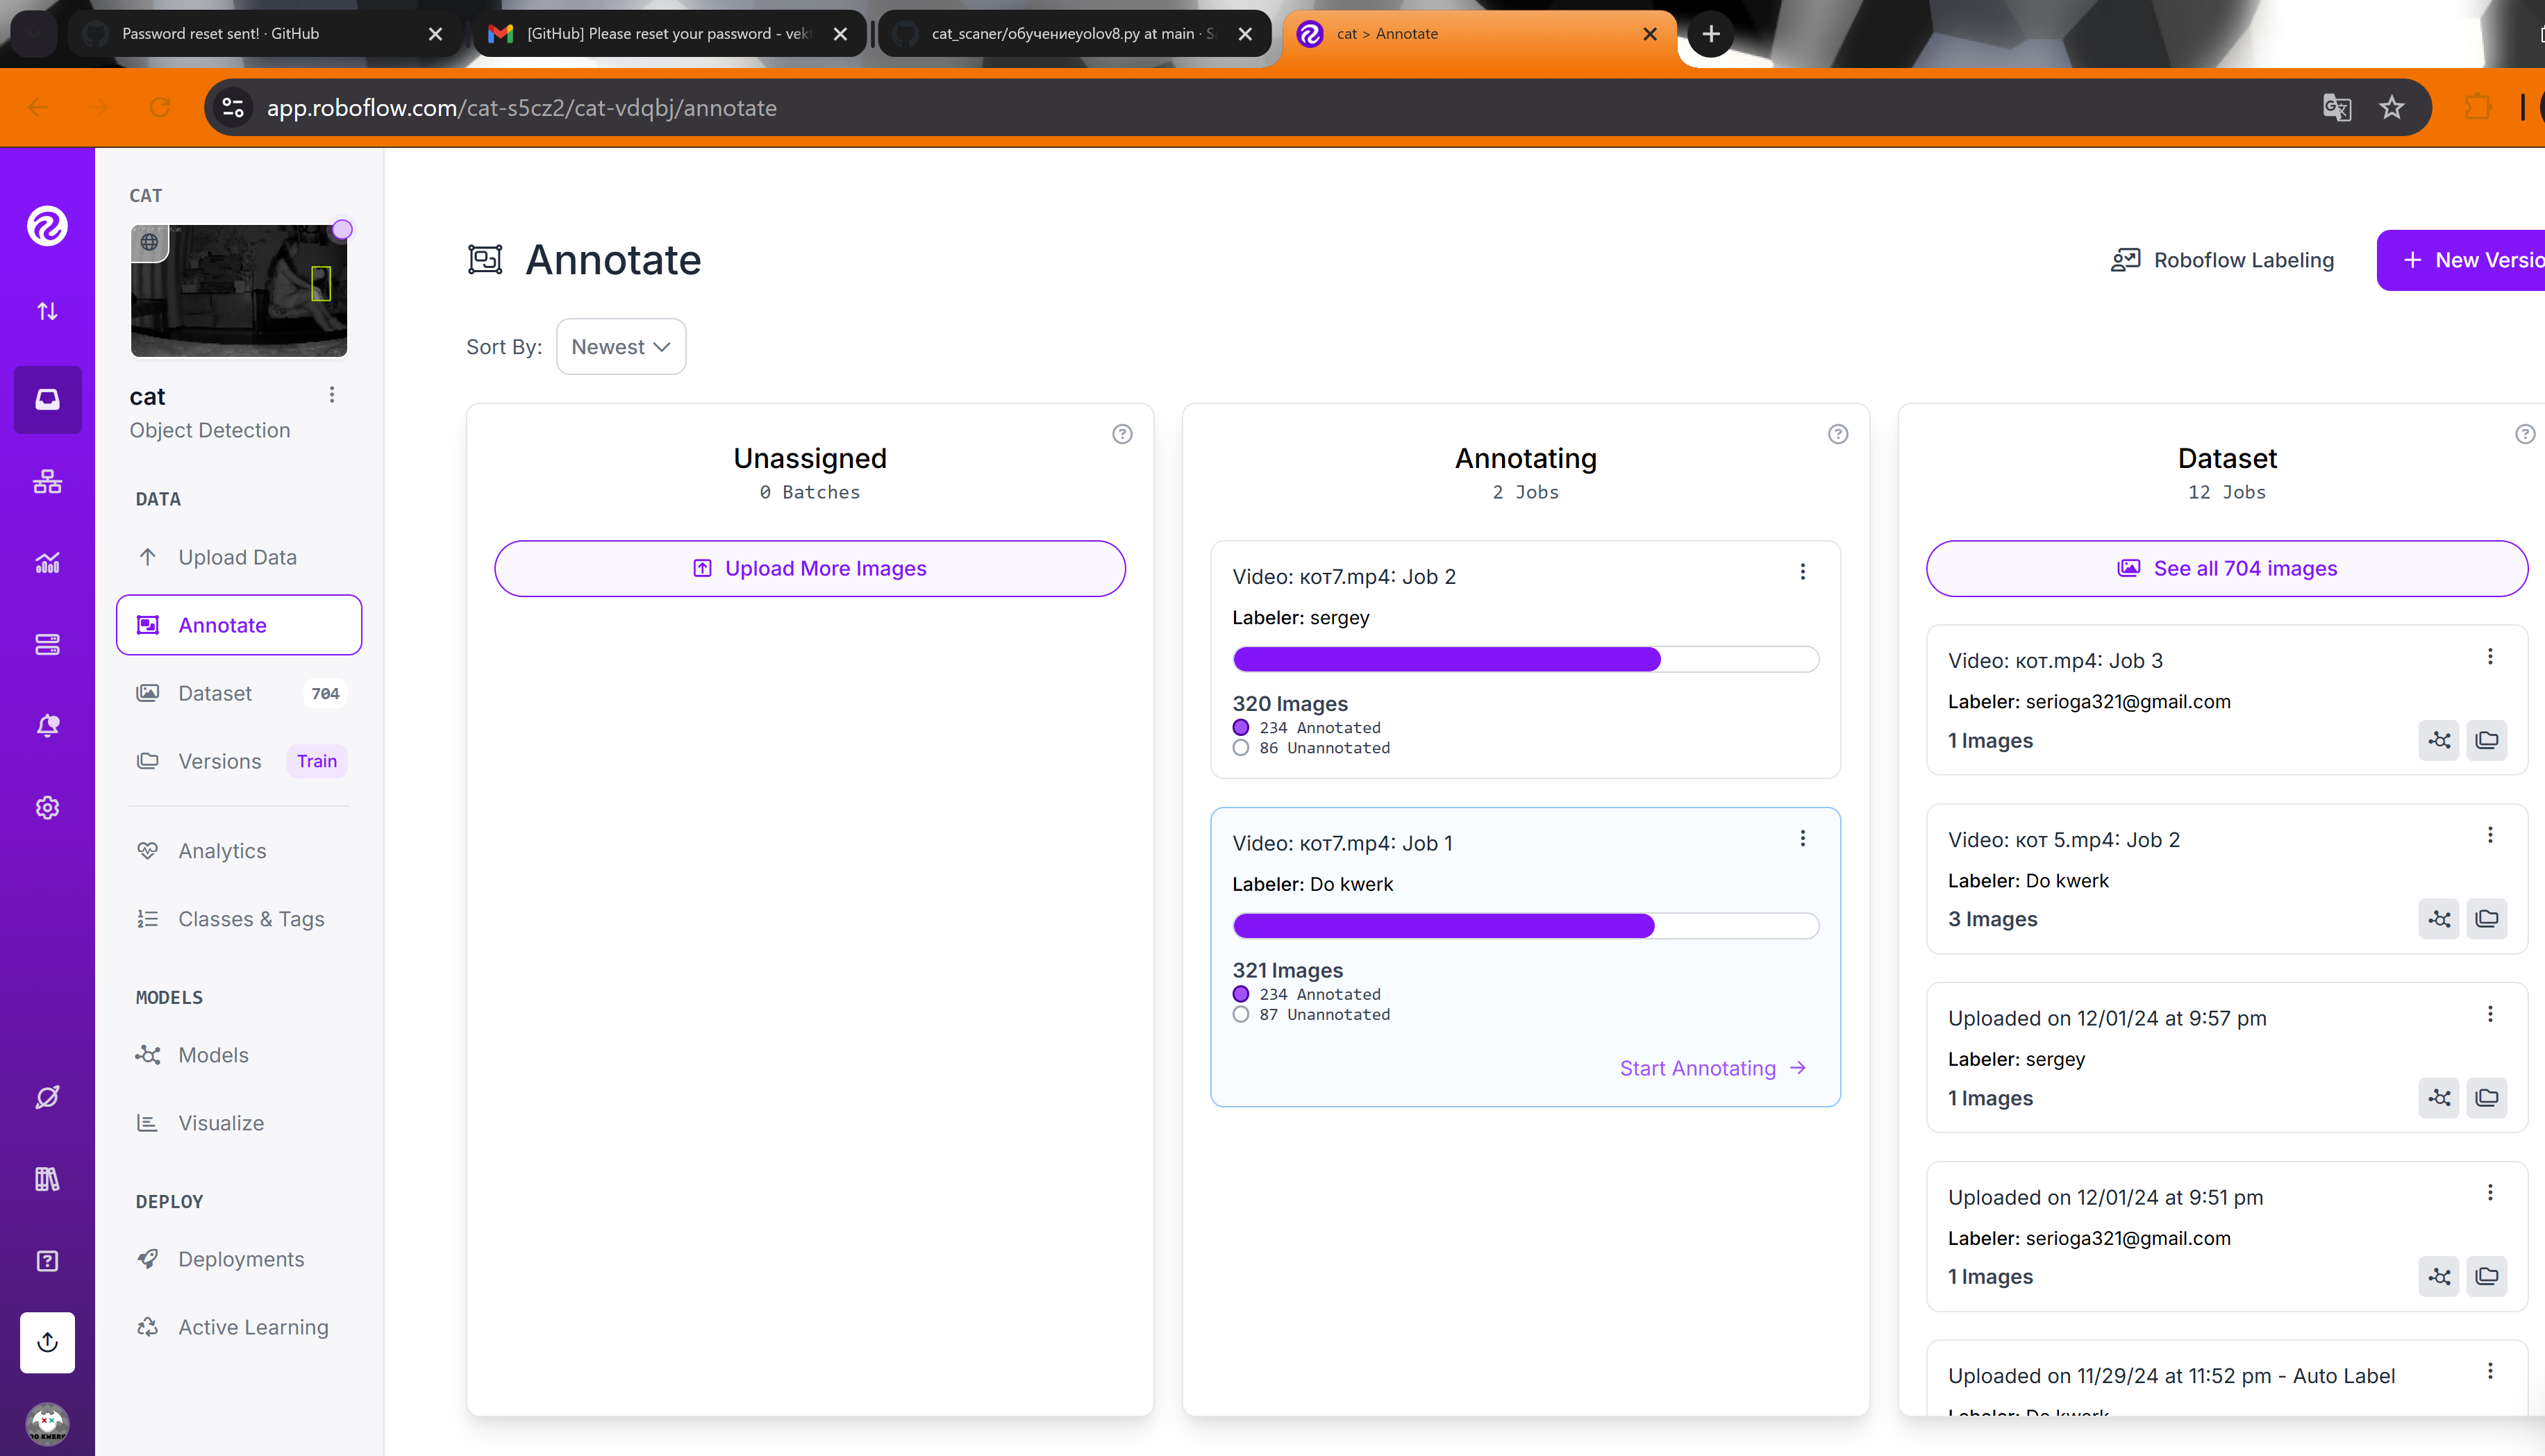 Password reset sent! · GitHub
[GitHub] Please reset your password - vekt
cat_scaner/обучениеyolov8.py at main · S
cat > Annotate
app.roboflow.com/cat-s5cz2/cat-vdqbj/annotate
CAT
cat
Object Detection
DATA
Upload Data
Annotate
Dataset 704
Versions Train
Analytics
Classes & Tags
MODELS
Models
Visualize
DEPLOY
Deployments
Active Learning
Annotate
Roboflow Labeling
New Versio
Sort By: Newest
Unassigned
0 Batches
Upload More Images
Annotating
2 Jobs
Video: кот7.mp4: Job 2
Labeler: sergey
320 Images
234 Annotated
86 Unannotated
Video: кот7.mp4: Job 1
Labeler: Do kwerk
321 Images
234 Annotated
87 Unannotated
Start Annotating
Dataset
12 Jobs
See all 704 images
Video: кот.mp4: Job 3
Labeler: serioga321@gmail.com
1 Images
Video: кот 5.mp4: Job 2
Labeler: Do kwerk
3 Images
Uploaded on 12/01/24 at 9:57 pm
Labeler: sergey
1 Images
Uploaded on 12/01/24 at 9:51 pm
Labeler: serioga321@gmail.com
1 Images
Uploaded on 11/29/24 at 11:52 pm - Auto Label
Labeler: Do kwerk